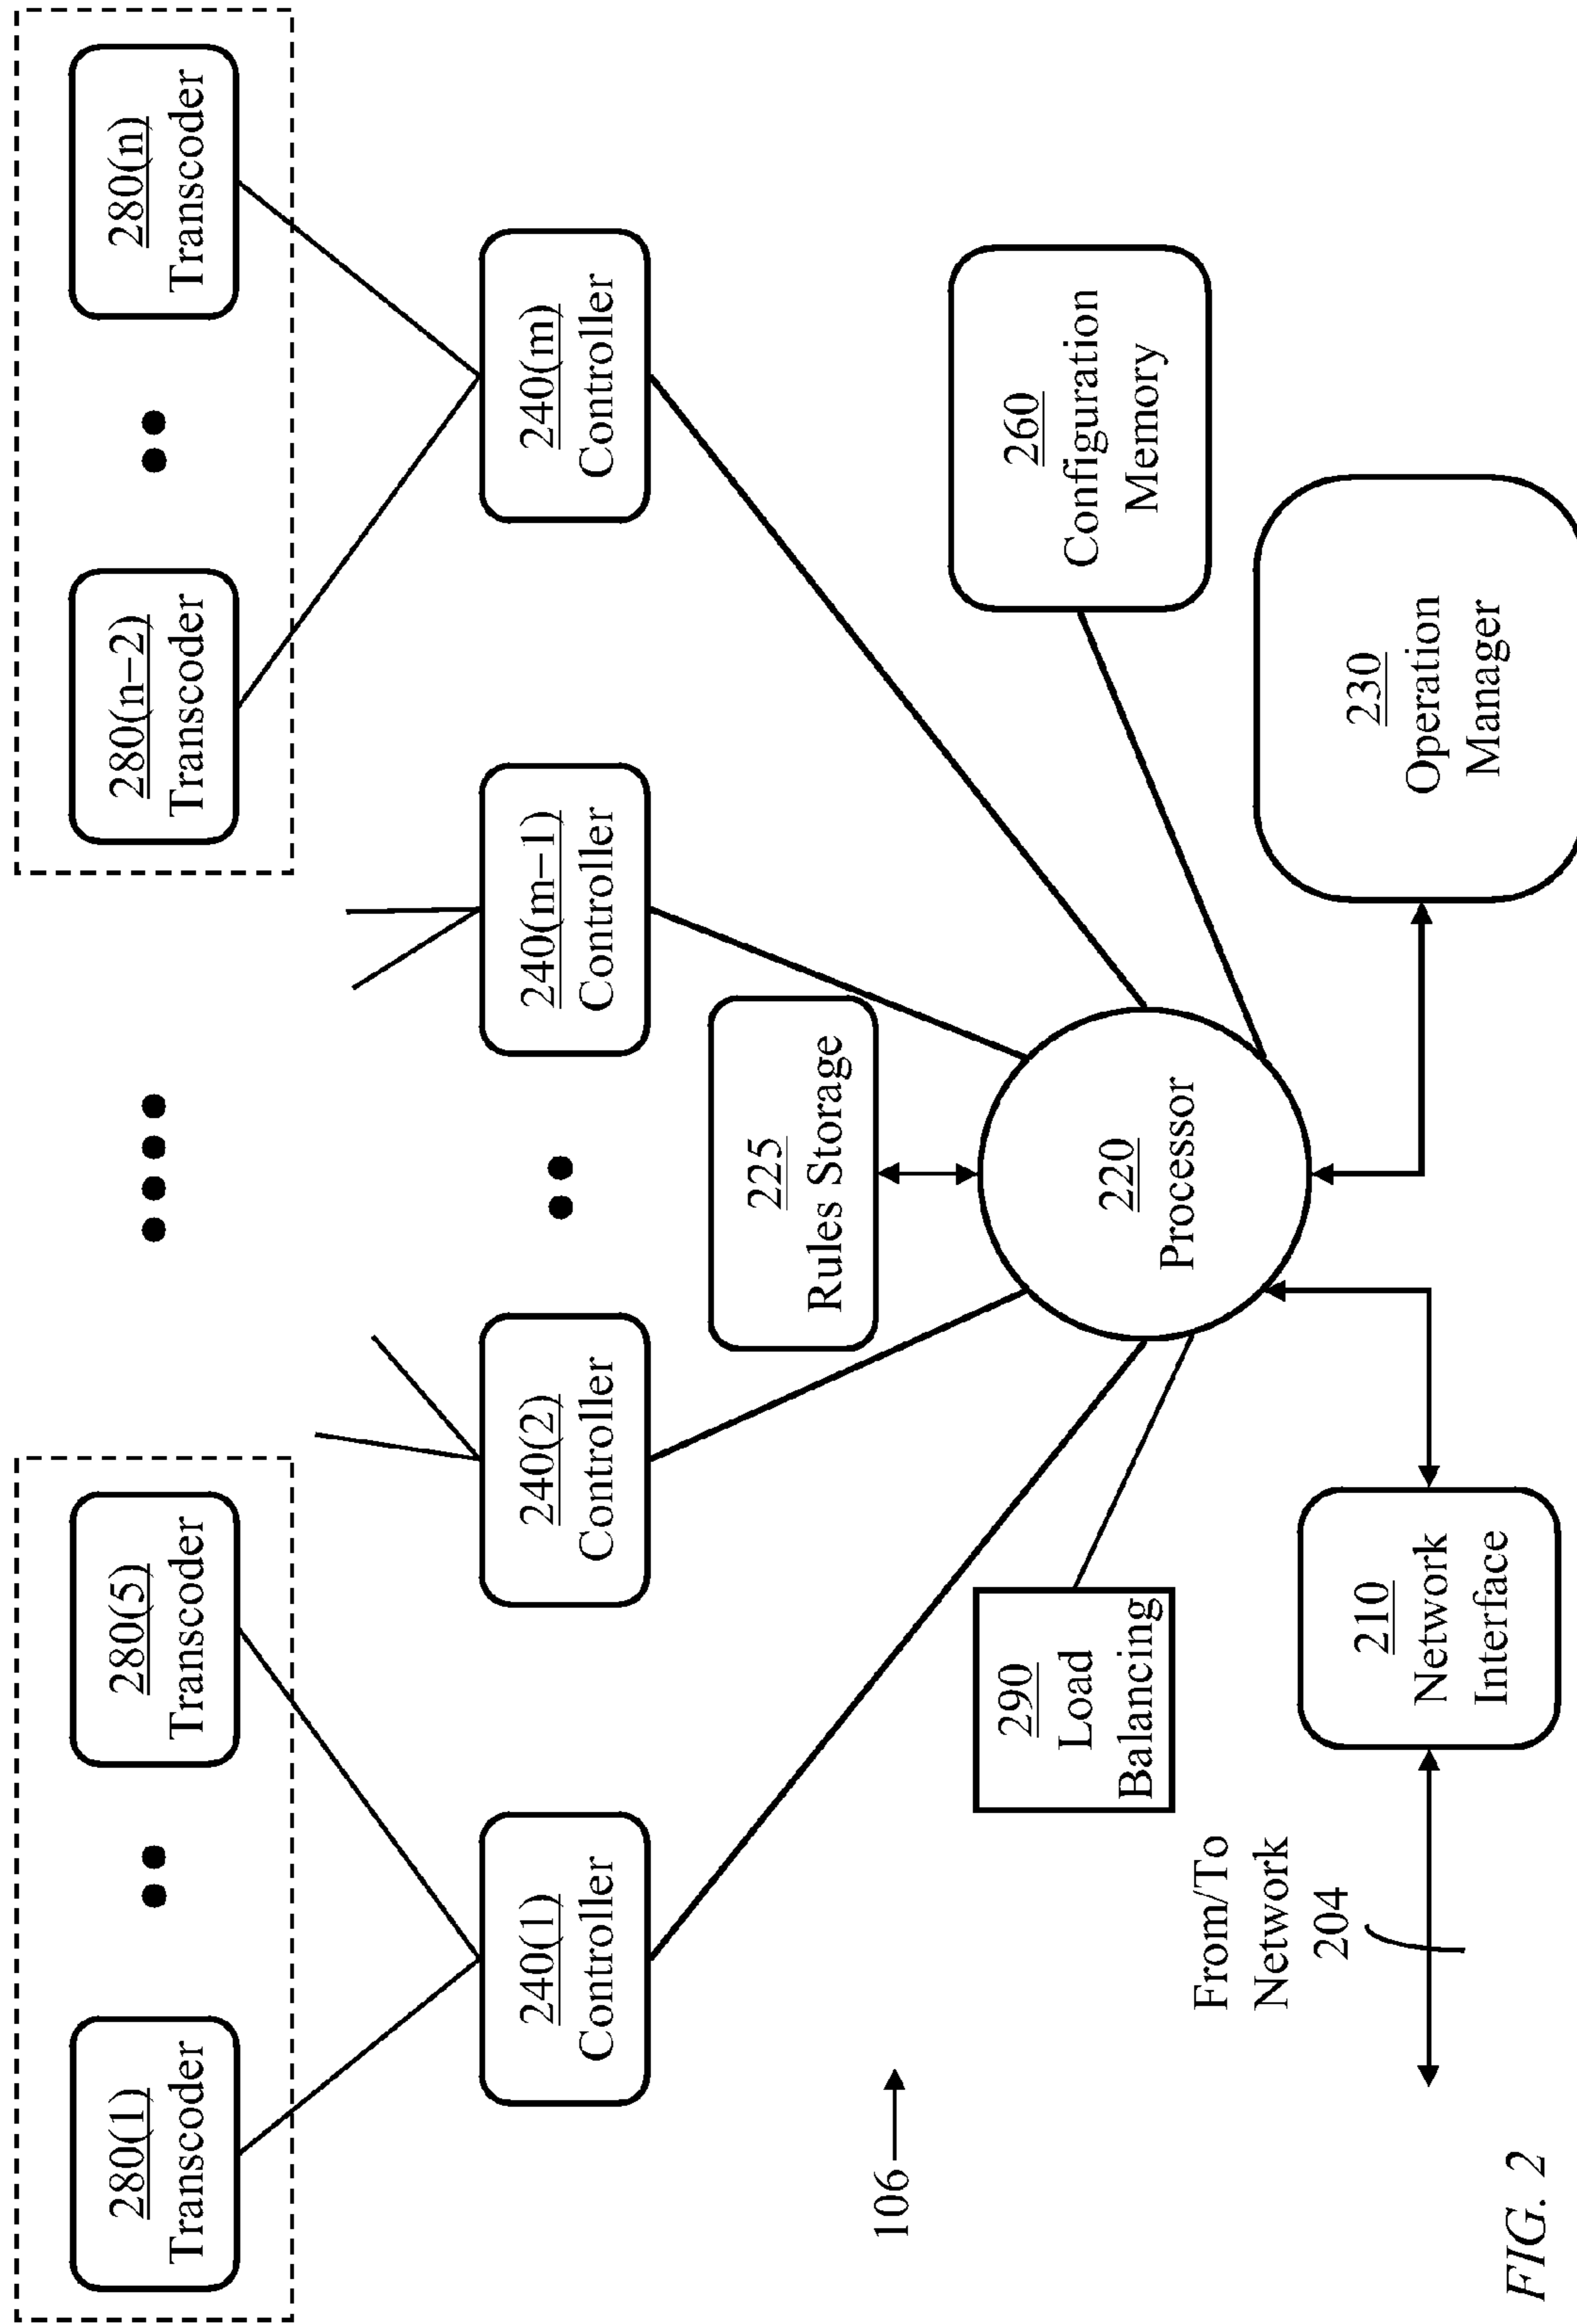 280(1)
Transcoder
280(5)
Transcoder
280(n–2)
Transcoder
280(n)
Transcoder
240(1)
Controller
240(2)
Controller
240(m–1)
Controller
240(m)
Controller
225
Rules Storage
106
290
Load
Balancing
220
Processor
260
Configuration
Memory
From/To
Network
204
210
Network
Interface
230
Operation
Manager
FIG. 2